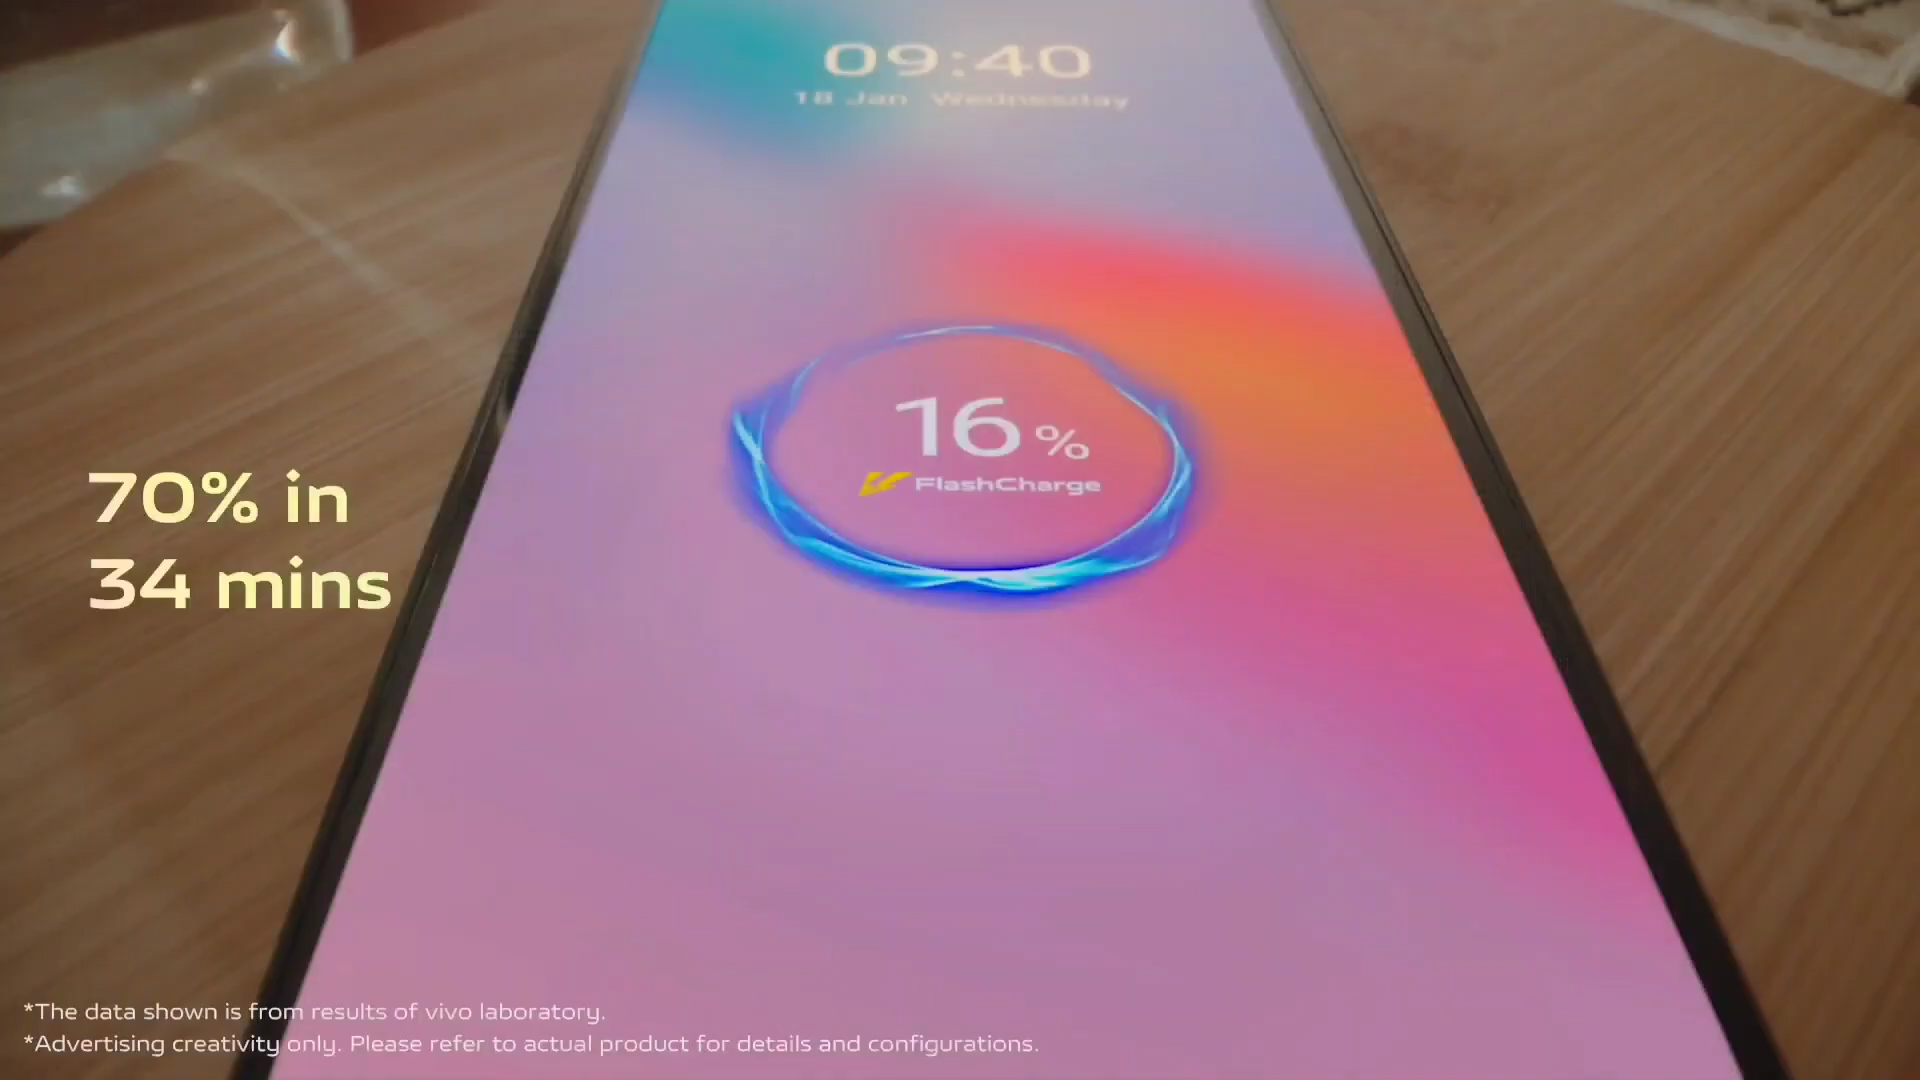 09:40
18 Jan Wednesday
16%
FlashCharge
70% in
34 mins
*The data shown is from results of vivo laboratory.
*Advertising creativity only. Please refer to actual product for details and configurations.